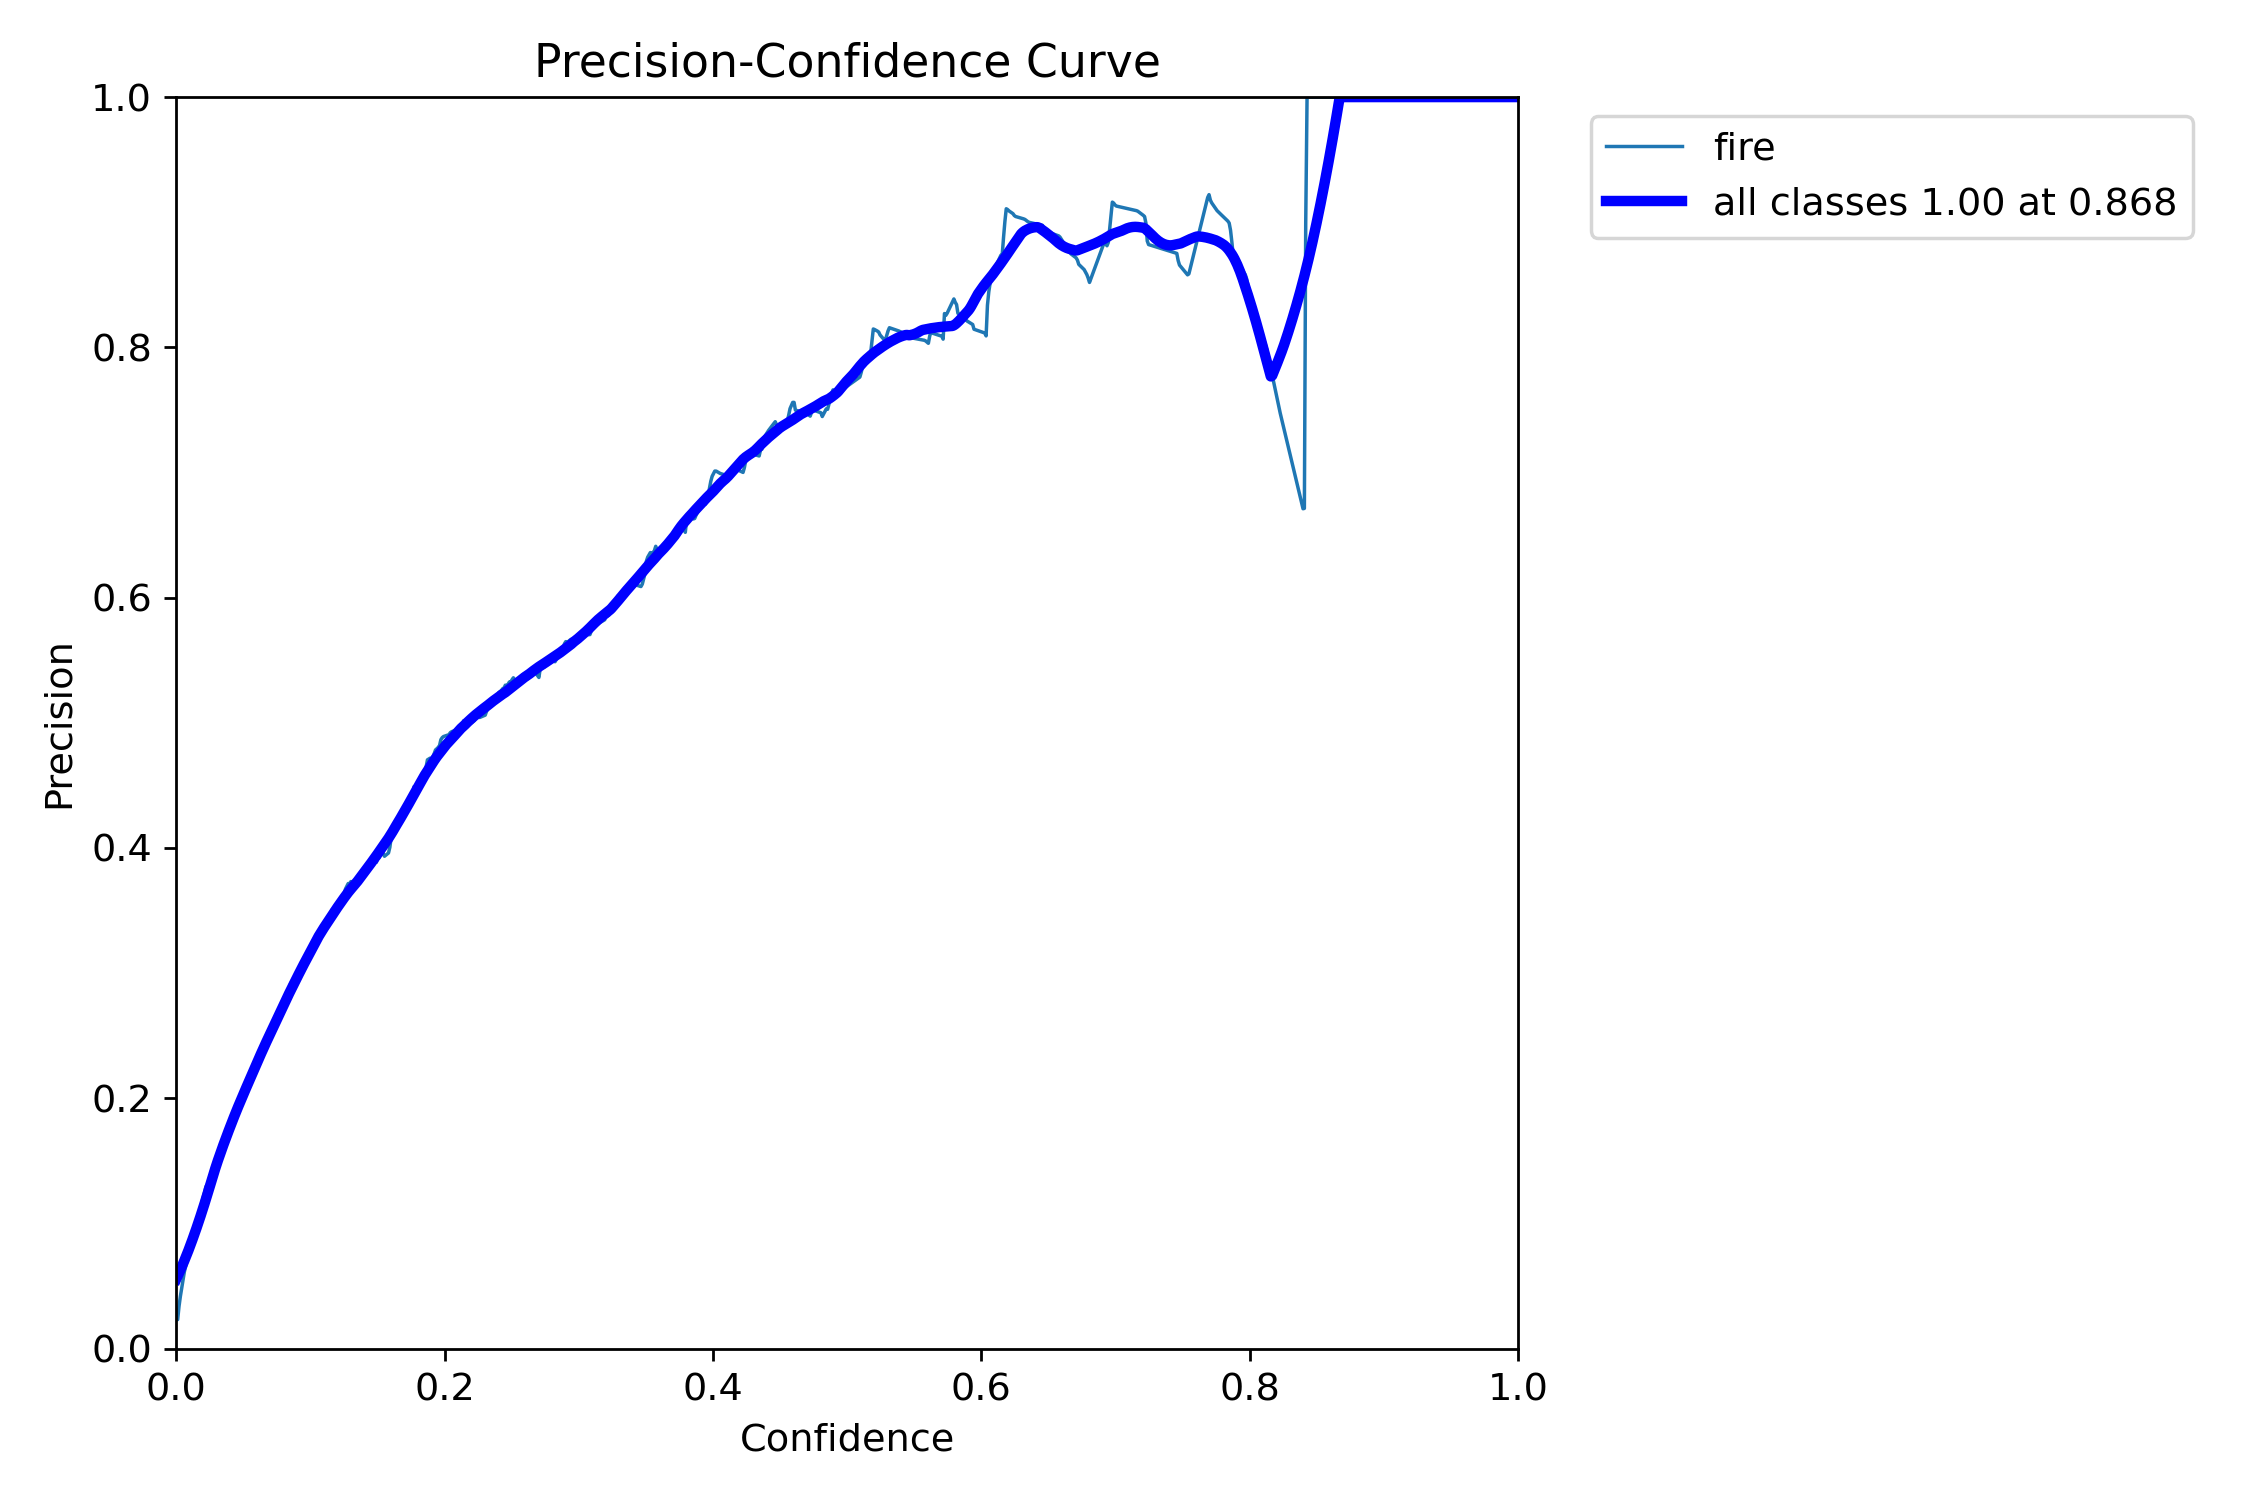 Precision-Confidence Curve
fire
all classes 1.00 at 0.868
Precision
1.0
0.8
0.6
0.4
0.2
0.0
0.0 0.2 0.4 0.6 0.8 1.0
Confidence